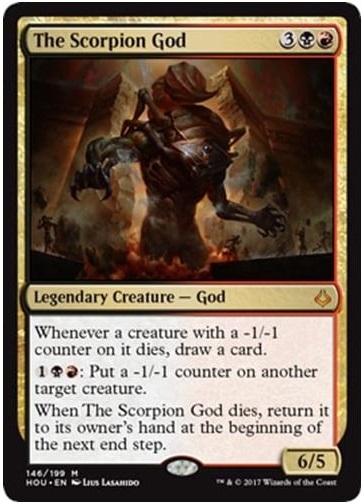 The Scorpion God 3
Legendary Creature — God
Whenever a creature with a -1/-1
counter on it dies, draw a card.
1 : Put a -1/-1 counter on another
target creature.
When The Scorpion God dies, return it
to its owner's hand at the beginning of
the next end step.
6/5
146/199 M
HOU • EN Lius Lasahido
™ & © 2017 Wizards of the Coast